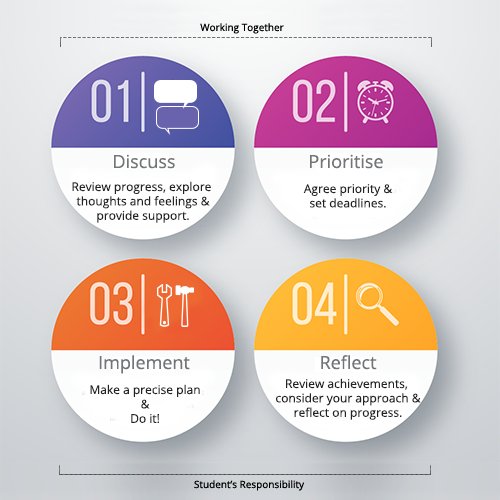 Working Together
01
Discuss
Review progress, explore
thoughts and feelings &
provide support.
02
Prioritise
Agree priority &
set deadlines.
03
Implement
Make a precise plan
&
Do it!
04
Reflect
Review achievements,
consider your approach &
reflect on progress.
Student's Responsibility